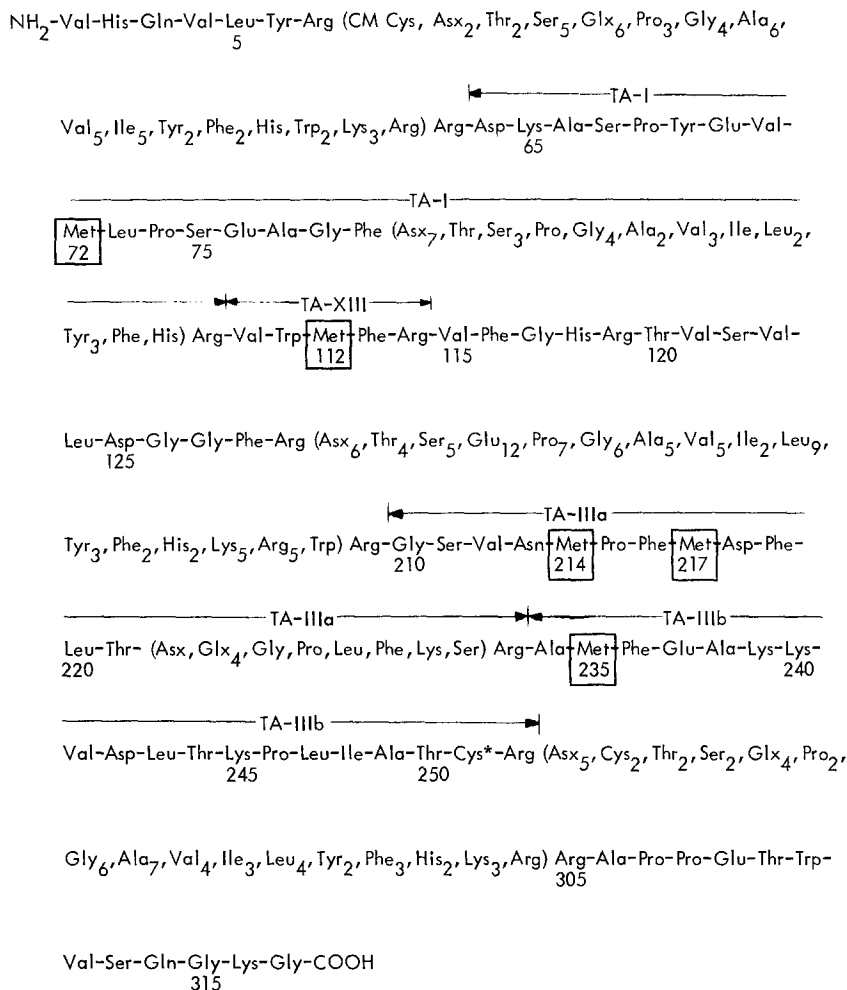 NH2-Val-His-Gln-Val-Leu-Tyr-Arg (CM Cys, Asx2, Thr2, Ser5, Glx6, Pro3, Gly4, Ala6,
5
TA-I
Val5, Ile5, Tyr2, Phe2, His, Trp2, Lys3, Arg) Arg-Asp-Lys-Ala-Ser-Pro-Tyr-Glu-Val-
65
TA-I
Met-Leu-Pro-Ser-Glu-Ala-Gly-Phe (Asx7, Thr, Ser3, Pro, Gly4, Ala2, Val3, Ile, Leu2,
72 75
TA-XIII
Tyr3, Phe, His) Arg-Val-Trp-Met-Phe-Arg-Val-Phe-Gly-His-Arg-Thr-Val-Ser-Val-
112 115 120
Leu-Asp-Gly-Gly-Phe-Arg (Asx6, Thr4, Ser5, Glu12, Pro7, Gly6, Ala5, Val5, Ile2, Leu9,
125
TA-IIIa
Tyr3, Phe2, His2, Lys5, Arg5, Trp) Arg-Gly-Ser-Val-Asn-Met-Pro-Phe-Met-Asp-Phe-
210 214 217
TA-IIIa TA-IIIb
Leu-Thr- (Asx, Glx4, Gly, Pro, Leu, Phe, Lys, Ser) Arg-Ala-Met-Phe-Glu-Ala-Lys-Lys-
220 235 240
TA-IIIb
Val-Asp-Leu-Thr-Lys-Pro-Leu-Ile-Ala-Thr-Cys*-Arg (Asx5, Cys2, Thr2, Ser2, Glx4, Pro2,
245 250
Gly6, Ala7, Val4, Ile3, Leu4, Tyr2, Phe3, His2, Lys3, Arg) Arg-Ala-Pro-Pro-Glu-Thr-Trp-
305
Val-Ser-Gln-Gly-Lys-Gly-COOH
315